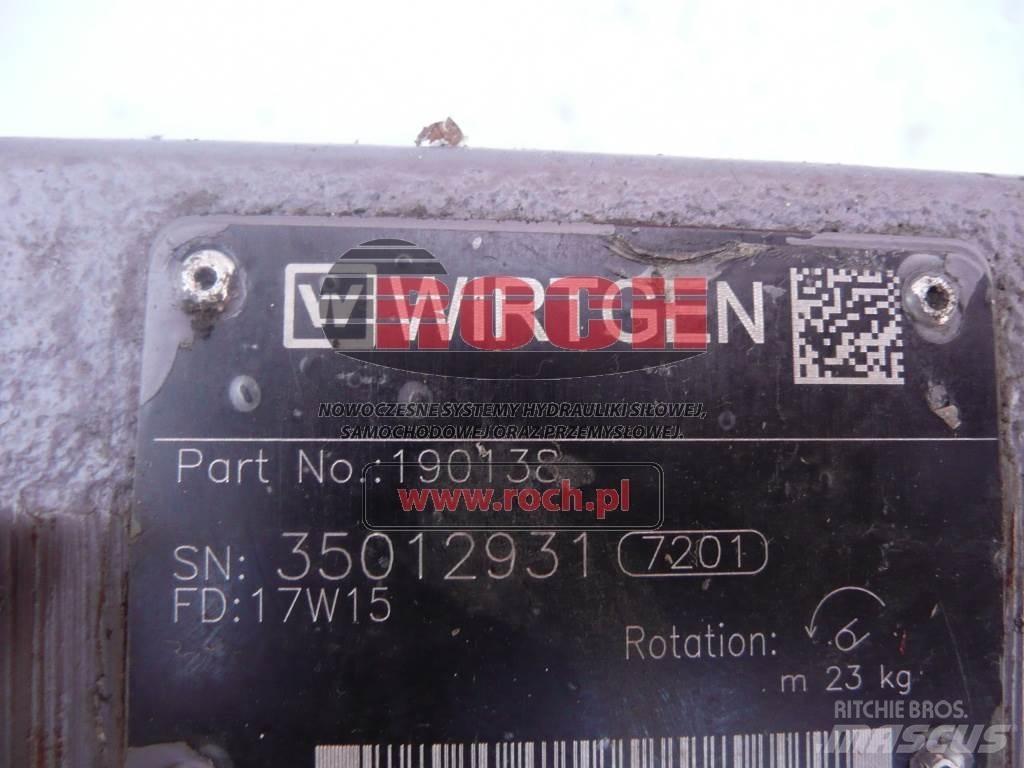 W WIRTGEN
ROCH
NOWOCZESNE SYSTEMY HYDRAULIKI SIŁOWEJ,
SAMOCHODOWEJ ORAZ PRZEMYSŁOWEJ.
Part No.: 190138
www.roch.pl
SN: 35012931 7201
FD:17W15
Rotation:
m 23 kg
RITCHIE BROS.
MASCUS